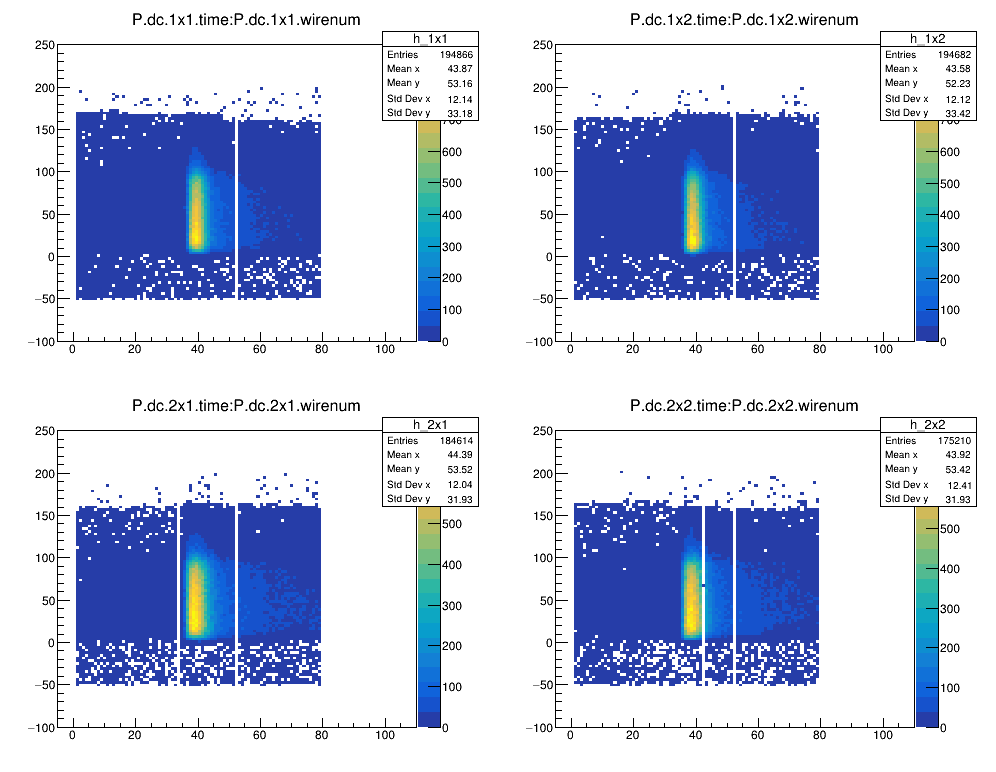 P.dc.1x1.time:P.dc.1x1.wirenum
h_1x1
Entries 194866
Mean x 43.87
Mean y 53.16
Std Dev x 12.14
Std Dev y 33.18
250
200
150
100
50
0
−50
−100
0 20 40 60 80 100
700
600
500
400
300
200
100
0
P.dc.1x2.time:P.dc.1x2.wirenum
h_1x2
Entries 194682
Mean x 43.58
Mean y 52.23
Std Dev x 12.12
Std Dev y 33.42
250
200
150
100
50
0
−50
−100
0 20 40 60 80 100
700
600
500
400
300
200
100
0
P.dc.2x1.time:P.dc.2x1.wirenum
h_2x1
Entries 184614
Mean x 44.39
Mean y 53.52
Std Dev x 12.04
Std Dev y 31.93
250
200
150
100
50
0
−50
−100
0 20 40 60 80 100
500
400
300
200
100
0
P.dc.2x2.time:P.dc.2x2.wirenum
h_2x2
Entries 175210
Mean x 43.92
Mean y 53.42
Std Dev x 12.41
Std Dev y 31.93
250
200
150
100
50
0
−50
−100
0 20 40 60 80 100
500
400
300
200
100
0